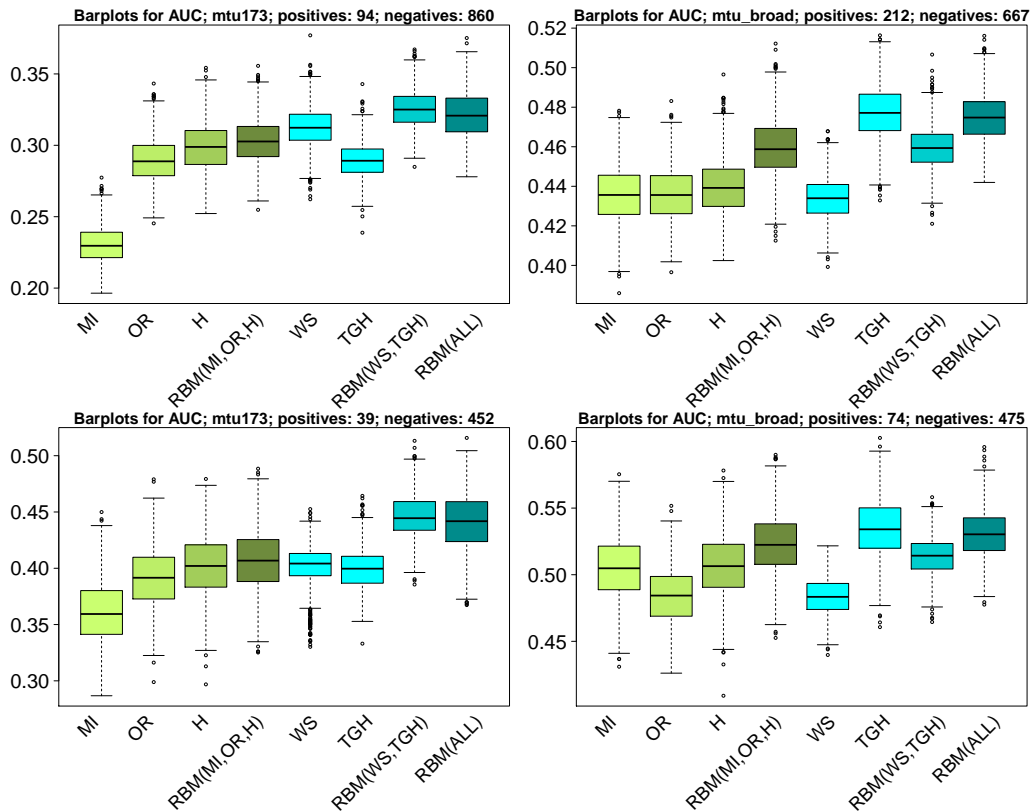 Barplots for AUC; mtu173; positives: 94; negatives: 860
0.35
0.30
0.25
0.20
MI
OR
H
RBM(MI,OR,H)
WS
TGH
RBM(WS,TGH)
RBM(ALL)
Barplots for AUC; mtu_broad; positives: 212; negatives: 667
0.52
0.50
0.48
0.46
0.44
0.42
0.40
MI
OR
H
RBM(MI,OR,H)
WS
TGH
RBM(WS,TGH)
RBM(ALL)
Barplots for AUC; mtu173; positives: 39; negatives: 452
0.50
0.45
0.40
0.35
0.30
MI
OR
H
RBM(MI,OR,H)
WS
TGH
RBM(WS,TGH)
RBM(ALL)
Barplots for AUC; mtu_broad; positives: 74; negatives: 475
0.60
0.55
0.50
0.45
MI
OR
H
RBM(MI,OR,H)
WS
TGH
RBM(WS,TGH)
RBM(ALL)